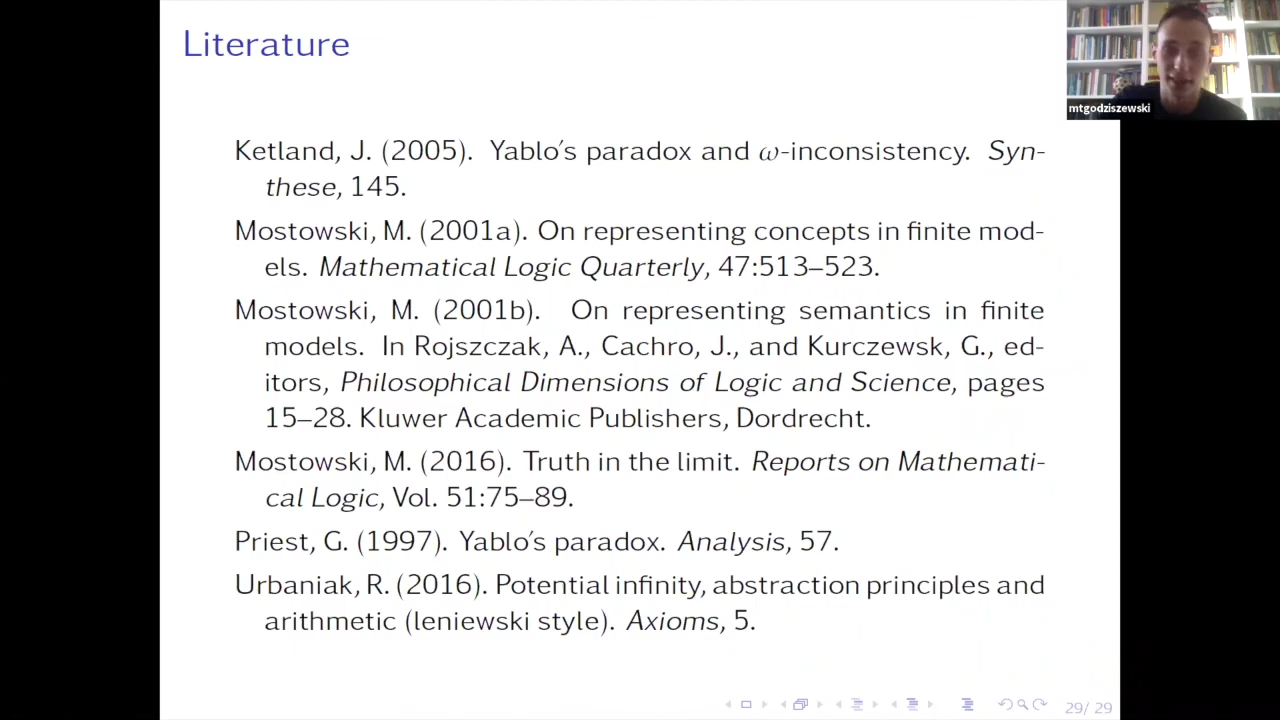 Literature
mtgodziszewski
Ketland, J. (2005). Yablo's paradox and ω-inconsistency. Syn-
these, 145.
Mostowski, M. (2001a). On representing concepts in finite mod-
els. Mathematical Logic Quarterly, 47:513–523.
Mostowski, M. (2001b). On representing semantics in finite
models. In Rojszczak, A., Cachro, J., and Kurczewsk, G., ed-
itors, Philosophical Dimensions of Logic and Science, pages
15–28. Kluwer Academic Publishers, Dordrecht.
Mostowski, M. (2016). Truth in the limit. Reports on Mathemati-
cal Logic, Vol. 51:75–89.
Priest, G. (1997). Yablo's paradox. Analysis, 57.
Urbaniak, R. (2016). Potential infinity, abstraction principles and
arithmetic (leniewski style). Axioms, 5.
29/ 29